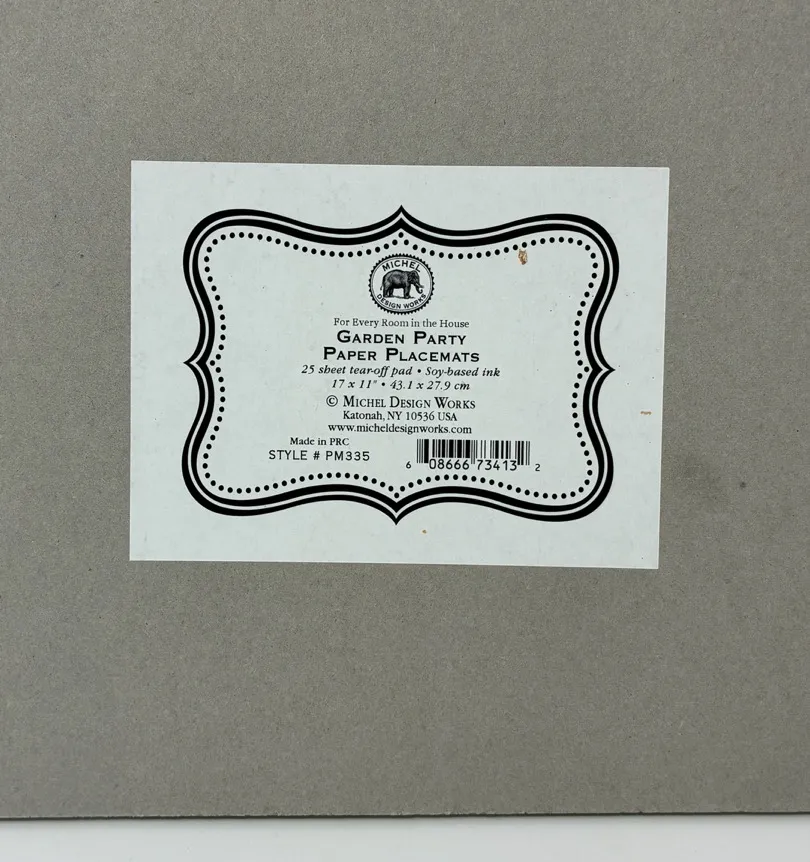 MICHEL
DESIGN WORKS
For Every Room in the House
GARDEN PARTY
PAPER PLACEMATS
25 sheet tear-off pad • Soy-based ink
17 x 11" • 43.1 x 27.9 cm
© MICHEL DESIGN WORKS
Katonah, NY 10536 USA
www.micheldesignworks.com
Made in PRC
STYLE # PM335
6 08666 73413 2